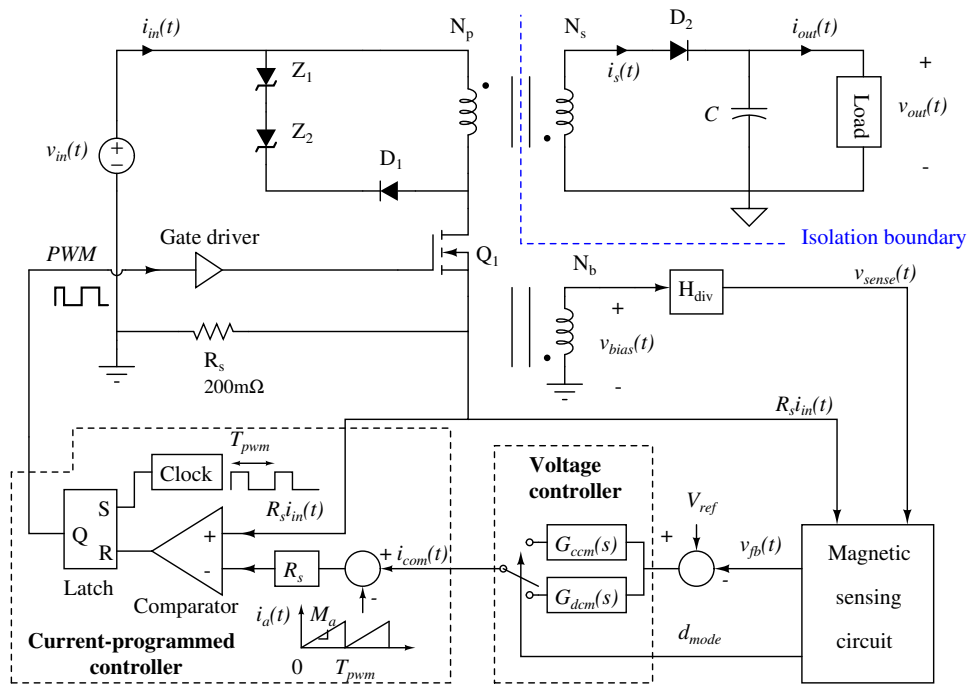 i_in(t)
N_p
N_s
D_2
i_out(t)
i_s(t)
Z_1
Z_2
+
C
Load
v_out(t)
v_in(t)
+
−
D_1
-
Gate driver
Isolation boundary
PWM
Q_1
N_b
H_div
v_sense(t)
+
v_bias(t)
R_s
200mΩ
-
R_s i_in(t)
T_pwm
Clock
Voltage
controller
S
Q
R
R_s i_in(t)
V_ref
+
-
R_s
+
i_com(t)
G_ccm(s)
G_dcm(s)
+
-
v_fb(t)
Magnetic
sensing
circuit
Latch
Comparator
-
i_a(t)
M_a
d_mode
Current-programmed
controller
0
T_pwm